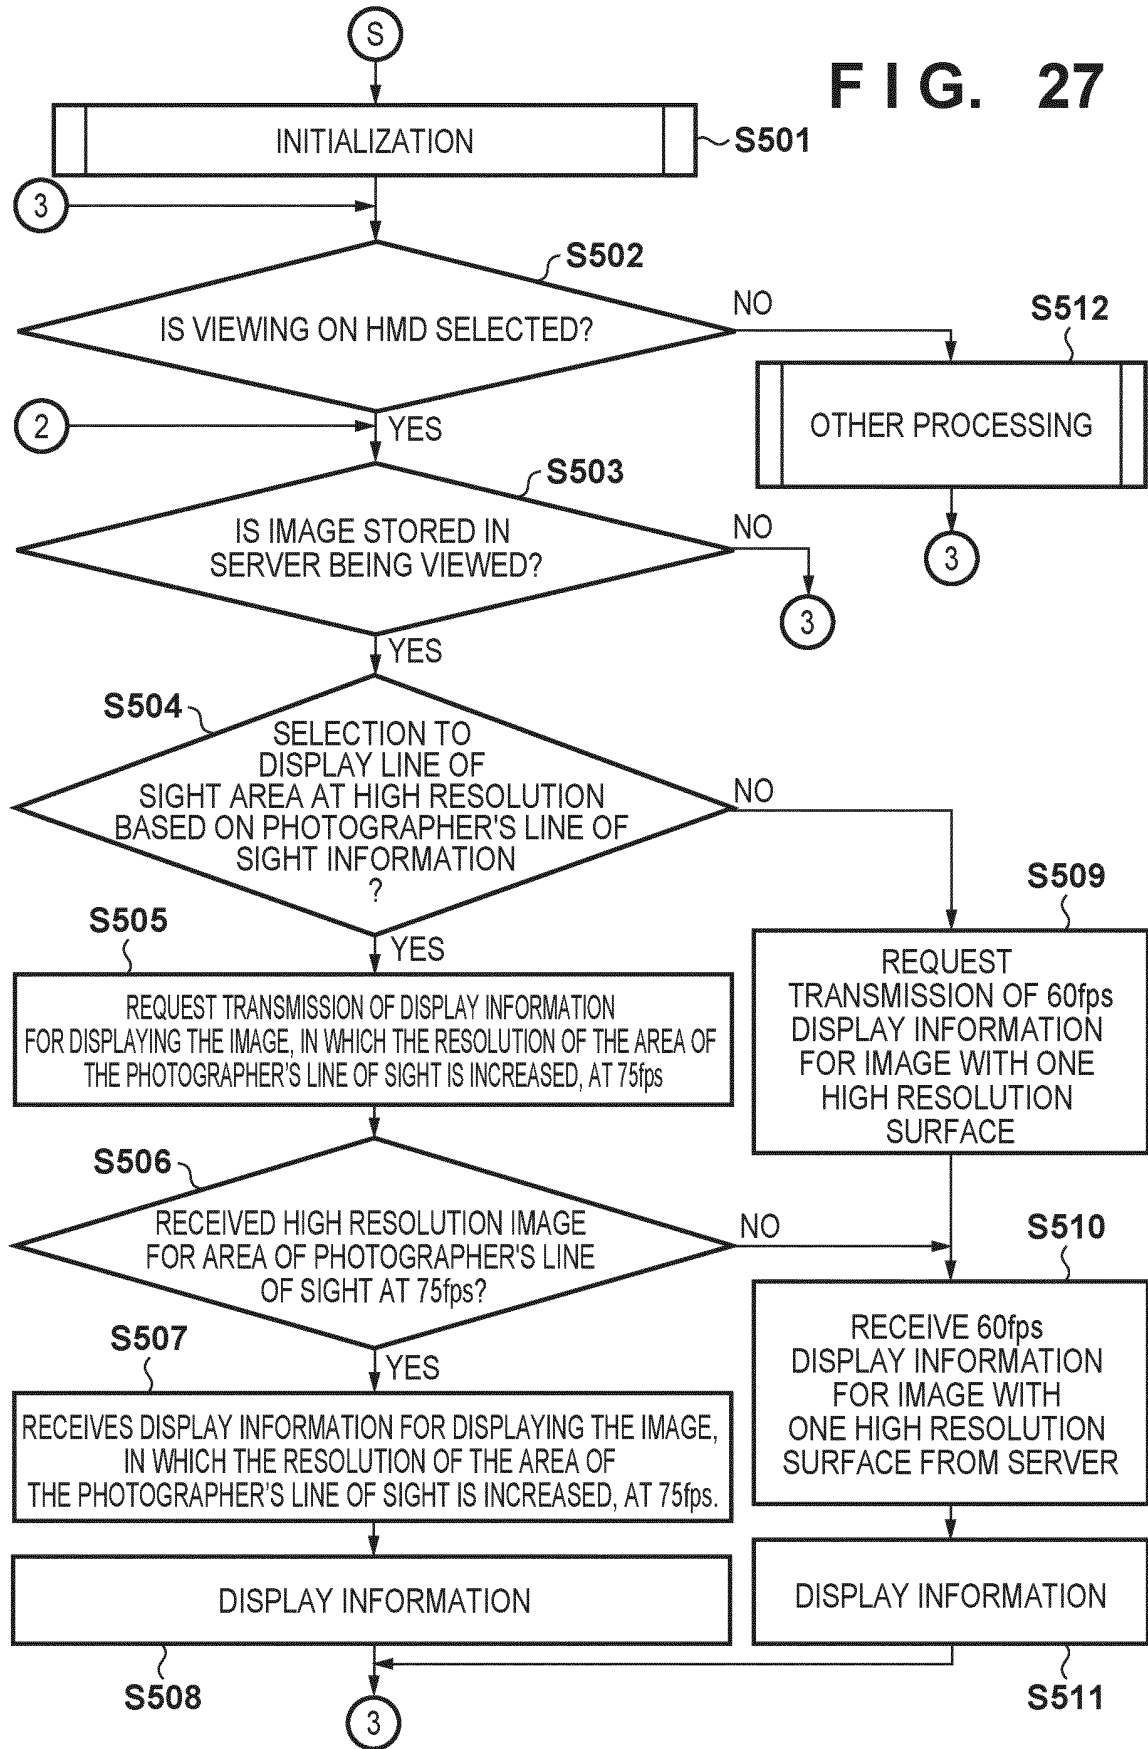 S
FIG. 27
INITIALIZATION
S501
3
S502
IS VIEWING ON HMD SELECTED?
NO
S512
OTHER PROCESSING
3
2
YES
S503
IS IMAGE STORED IN
SERVER BEING VIEWED?
NO
3
YES
S504
SELECTION TO
DISPLAY LINE OF
SIGHT AREA AT HIGH RESOLUTION
BASED ON PHOTOGRAPHER'S LINE OF
SIGHT INFORMATION
?
NO
YES
S505
REQUEST TRANSMISSION OF DISPLAY INFORMATION
FOR DISPLAYING THE IMAGE, IN WHICH THE RESOLUTION OF THE AREA OF
THE PHOTOGRAPHER'S LINE OF SIGHT IS INCREASED, AT 75fps
S509
REQUEST
TRANSMISSION OF 60fps
DISPLAY INFORMATION
FOR IMAGE WITH ONE
HIGH RESOLUTION
SURFACE
S506
RECEIVED HIGH RESOLUTION IMAGE
FOR AREA OF PHOTOGRAPHER'S LINE
OF SIGHT AT 75fps?
NO
YES
S510
RECEIVE 60fps
DISPLAY INFORMATION
FOR IMAGE WITH
ONE HIGH RESOLUTION
SURFACE FROM SERVER
S507
RECEIVES DISPLAY INFORMATION FOR DISPLAYING THE IMAGE,
IN WHICH THE RESOLUTION OF THE AREA OF
THE PHOTOGRAPHER'S LINE OF SIGHT IS INCREASED, AT 75fps.
DISPLAY INFORMATION
S508
DISPLAY INFORMATION
S511
3